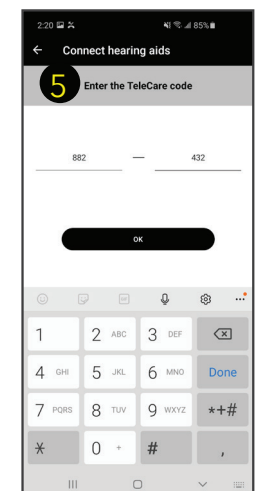 2:20 85%
Connect hearing aids
5 Enter the TeleCare code
882 — 432
OK
GIF
1 2 ABC 3 DEF
4 GHI 5 JKL 6 MNO Done
7 PQRS 8 TUV 9 WXYZ *+#
* 0 + # ,